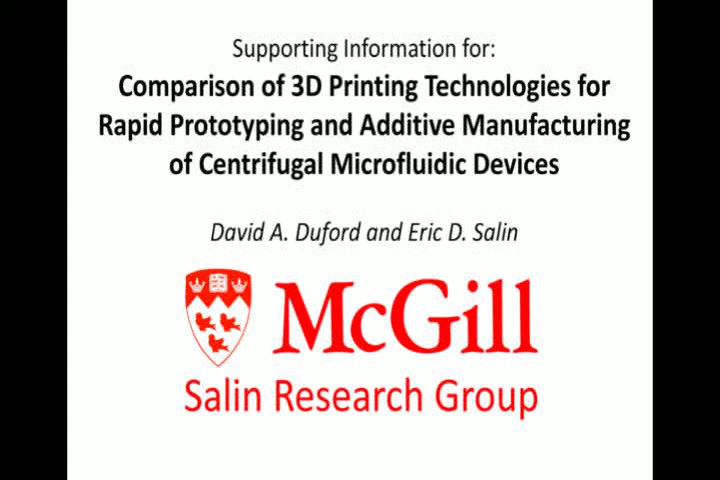 Supporting Information for:
Comparison of 3D Printing Technologies for
Rapid Prototyping and Additive Manufacturing
of Centrifugal Microfluidic Devices
David A. Duford and Eric D. Salin
McGill
Salin Research Group